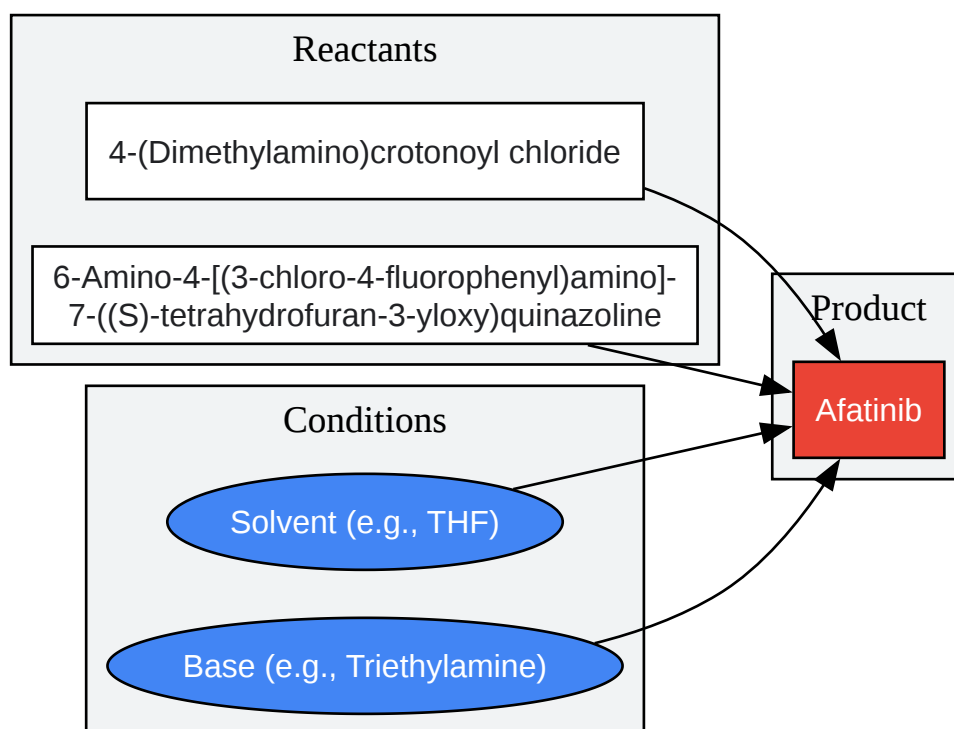 Reactants
4-(Dimethylamino)crotonoyl chloride
6-Amino-4-[(3-chloro-4-fluorophenyl)amino]-
7-((S)-tetrahydrofuran-3-yloxy)quinazoline
Product
Afatinib
Conditions
Solvent (e.g., THF)
Base (e.g., Triethylamine)